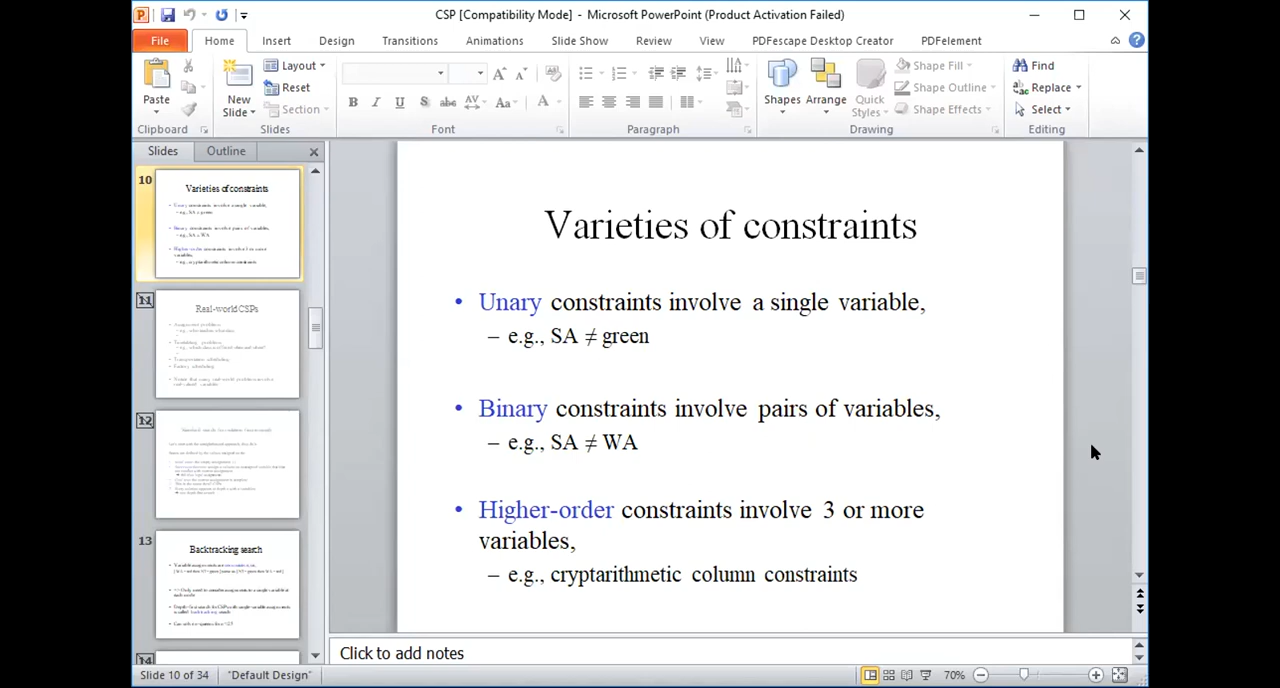 CSP [Compatibility Mode] - Microsoft PowerPoint (Product Activation Failed)
File Home Insert Design Transitions Animations Slide Show Review View PDFescape Desktop Creator PDFelement
Paste
Clipboard
New
Slide
Layout
Reset
Section
Slides
Font
Paragraph
Shapes Arrange Quick
Styles
Shape Fill
Shape Outline
Shape Effects
Drawing
Find
Replace
Select
Editing
Slides Outline
10
Varieties of constraints
11
Real-world CSPs
12
13
Backtracking search
14
Varieties of constraints
• Unary constraints involve a single variable,
– e.g., SA ≠ green
• Binary constraints involve pairs of variables,
– e.g., SA ≠ WA
• Higher-order constraints involve 3 or more
variables,
– e.g., cryptarithmetic column constraints
Click to add notes
Slide 10 of 34 "Default Design" 70%